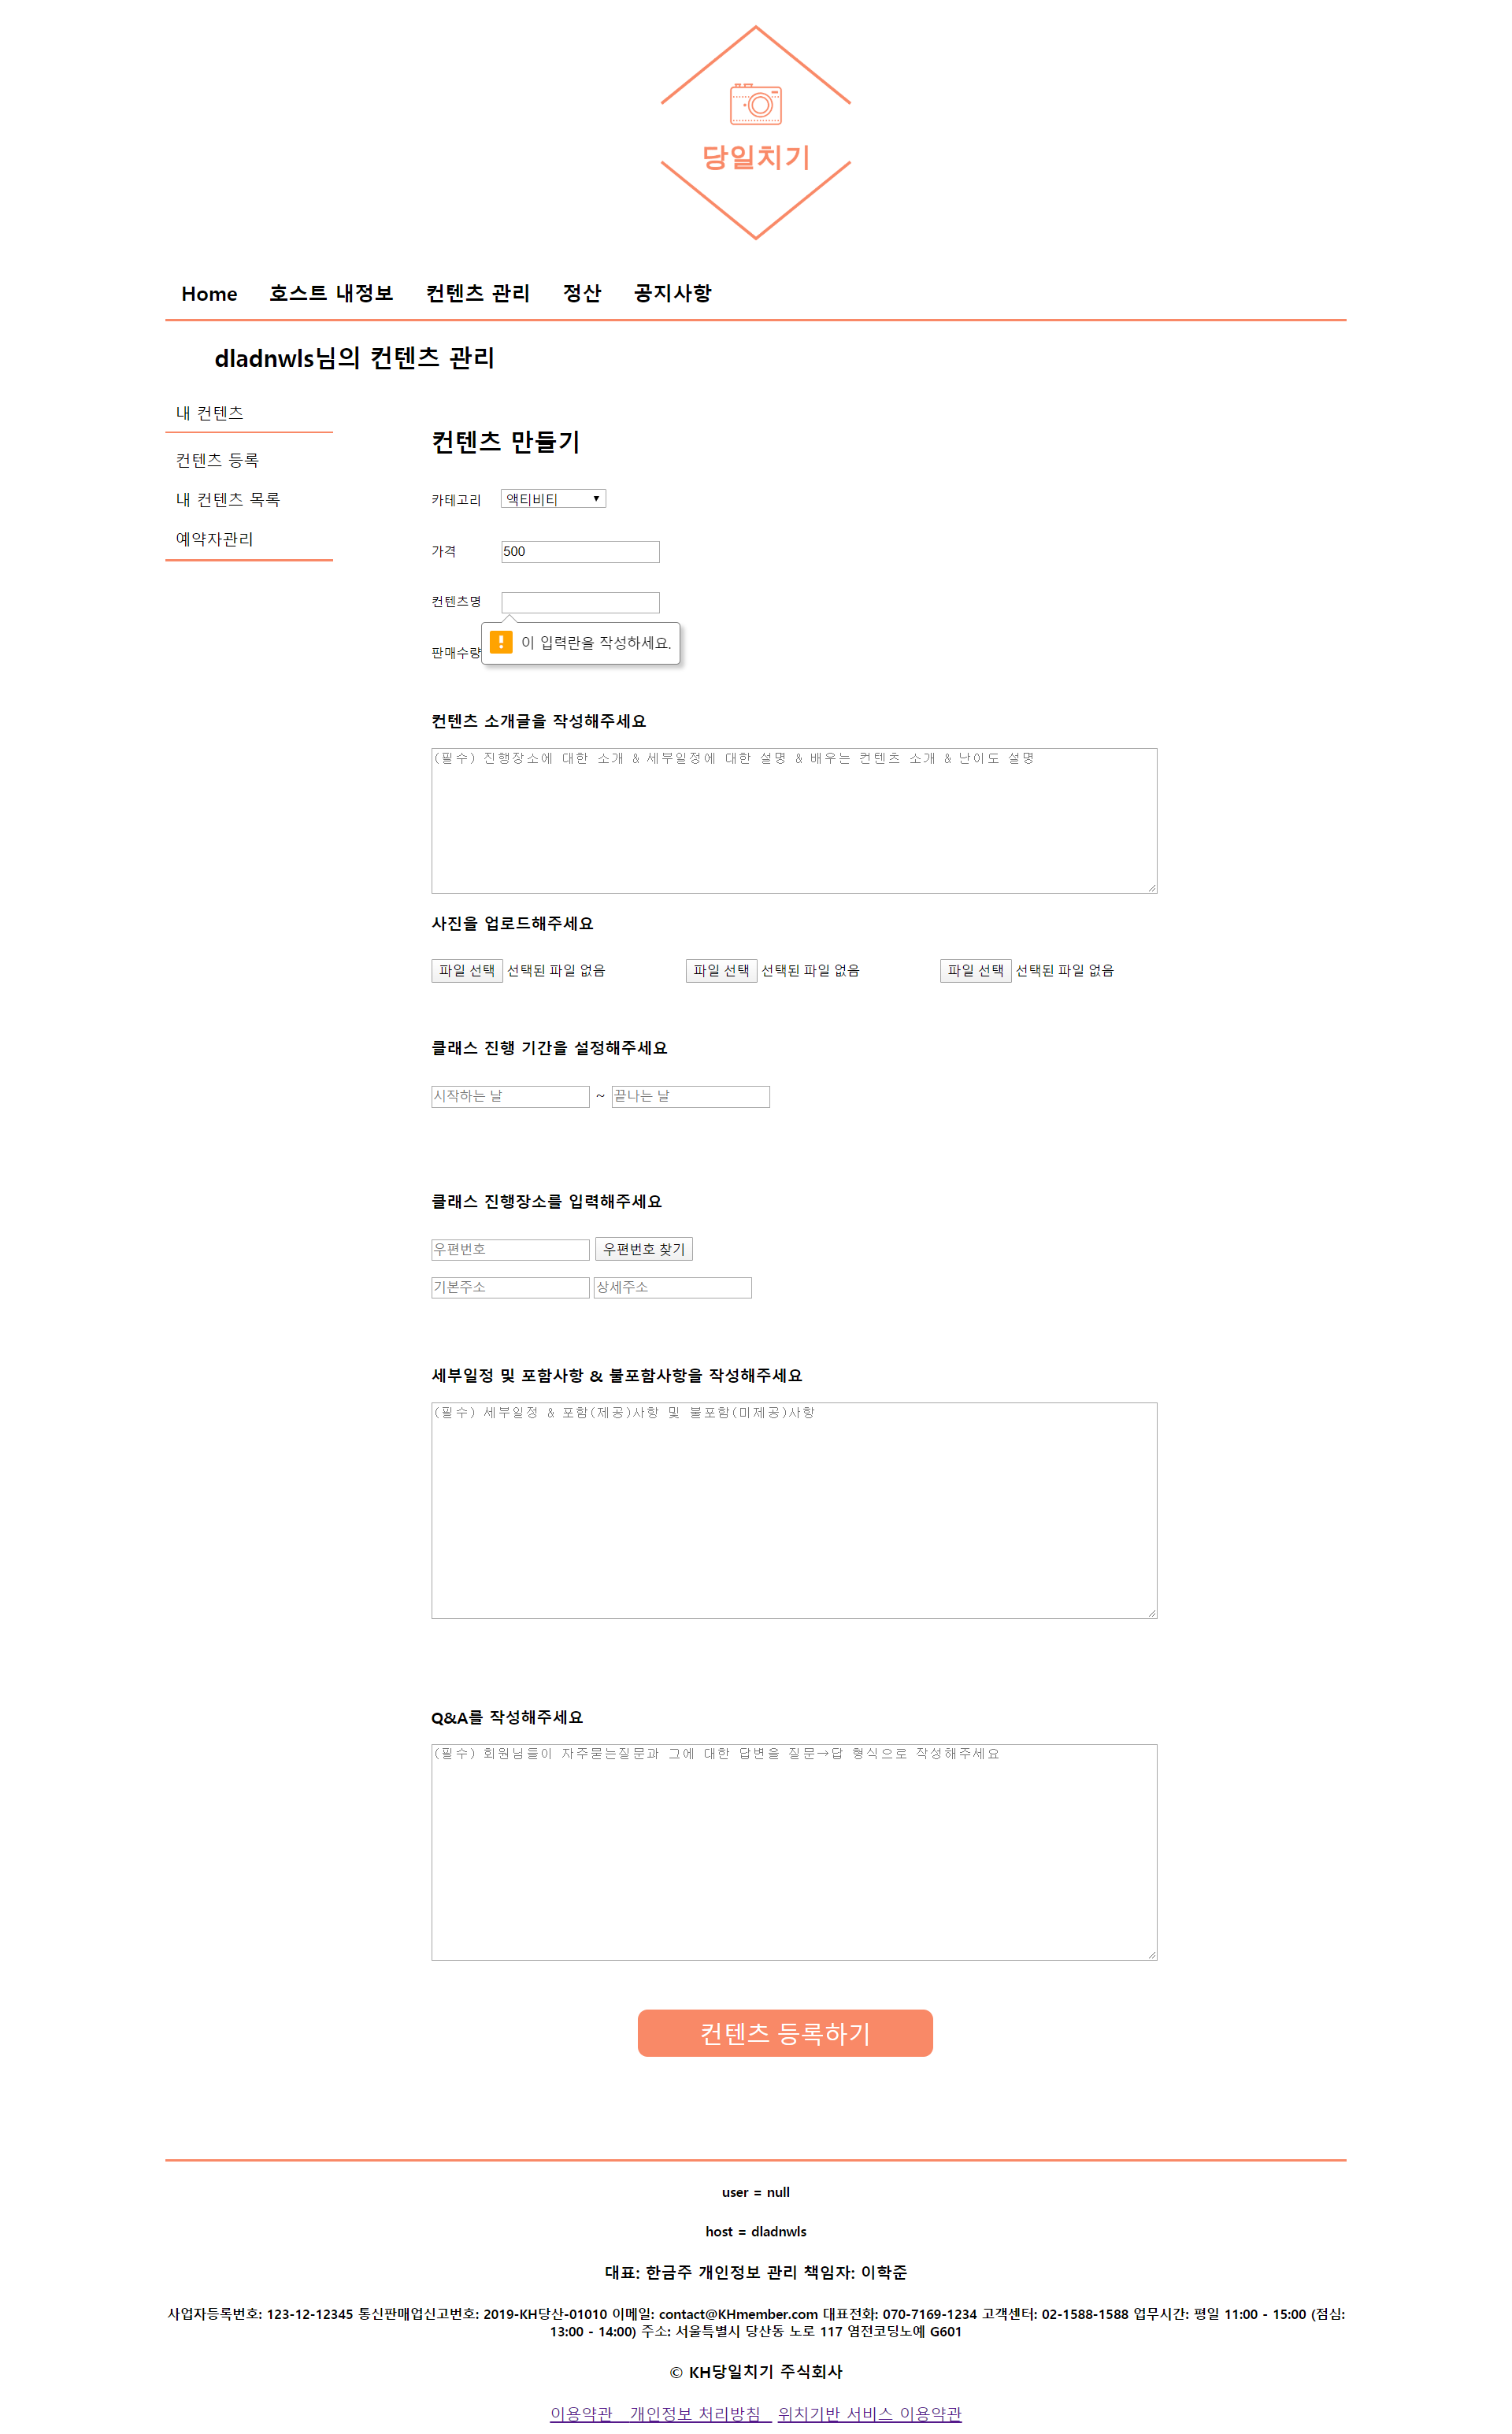 당일치기
Home 호스트 내정보 컨텐츠 관리 정산 공지사항
dladnwls님의 컨텐츠 관리
내 컨텐츠
컨텐츠 등록
내 컨텐츠 목록
예약자관리
컨텐츠 만들기
카테고리 액티비티
가격 500
컨텐츠명
이 입력란을 작성하세요.
판매수량
컨텐츠 소개글을 작성해주세요
(필수) 진행장소에 대한 소개 & 세부일정에 대한 설명 & 배우는 컨텐츠 소개 & 난이도 설명
사진을 업로드해주세요
파일 선택 선택된 파일 없음 파일 선택 선택된 파일 없음 파일 선택 선택된 파일 없음
클래스 진행 기간을 설정해주세요
시작하는 날 ~ 끝나는 날
클래스 진행장소를 입력해주세요
우편번호 우편번호 찾기
기본주소 상세주소
세부일정 및 포함사항 & 불포함사항을 작성해주세요
(필수) 세부일정 & 포함(제공)사항 및 불포함(미제공)사항
Q&A를 작성해주세요
(필수) 회원님들이 자주묻는질문과 그에 대한 답변을 질문→답 형식으로 작성해주세요
컨텐츠 등록하기
user = null
host = dladnwls
대표: 한금주 개인정보 관리 책임자: 이학준
사업자등록번호: 123-12-12345 통신판매업신고번호: 2019-KH당산-01010 이메일: contact@KHmember.com 대표전화: 070-7169-1234 고객센터: 02-1588-1588 업무시간: 평일 11:00 - 15:00 (점심:
13:00 - 14:00) 주소: 서울특별시 당산동 노로 117 염전코딩노예 G601
© KH당일치기 주식회사
이용약관 개인정보 처리방침 위치기반 서비스 이용약관